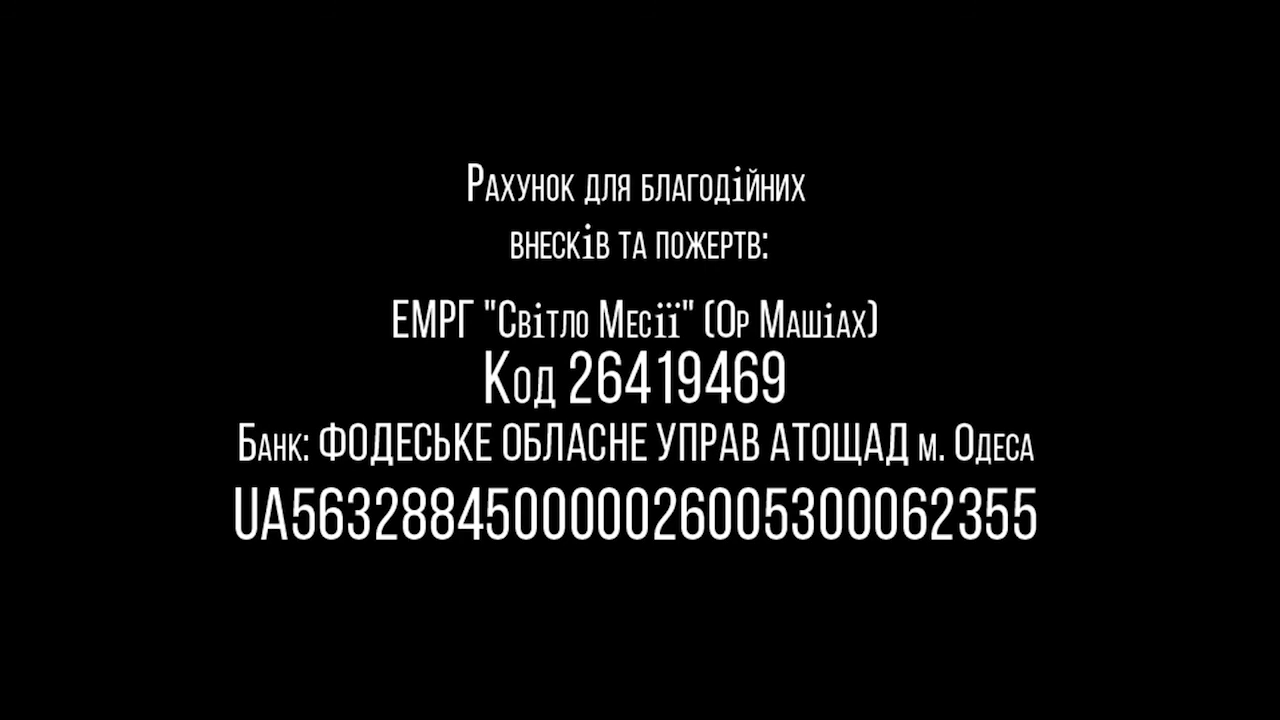 Рахунок для благодійних
внесків та пожертв:
ЕМРГ "Світло Месії" (Ор Машіах)
Код 26419469
Банк: ФОДЕСЬКЕ ОБЛАСНЕ УПРАВ АТОЩАД м. Одеса
UA563288450000026005300062355